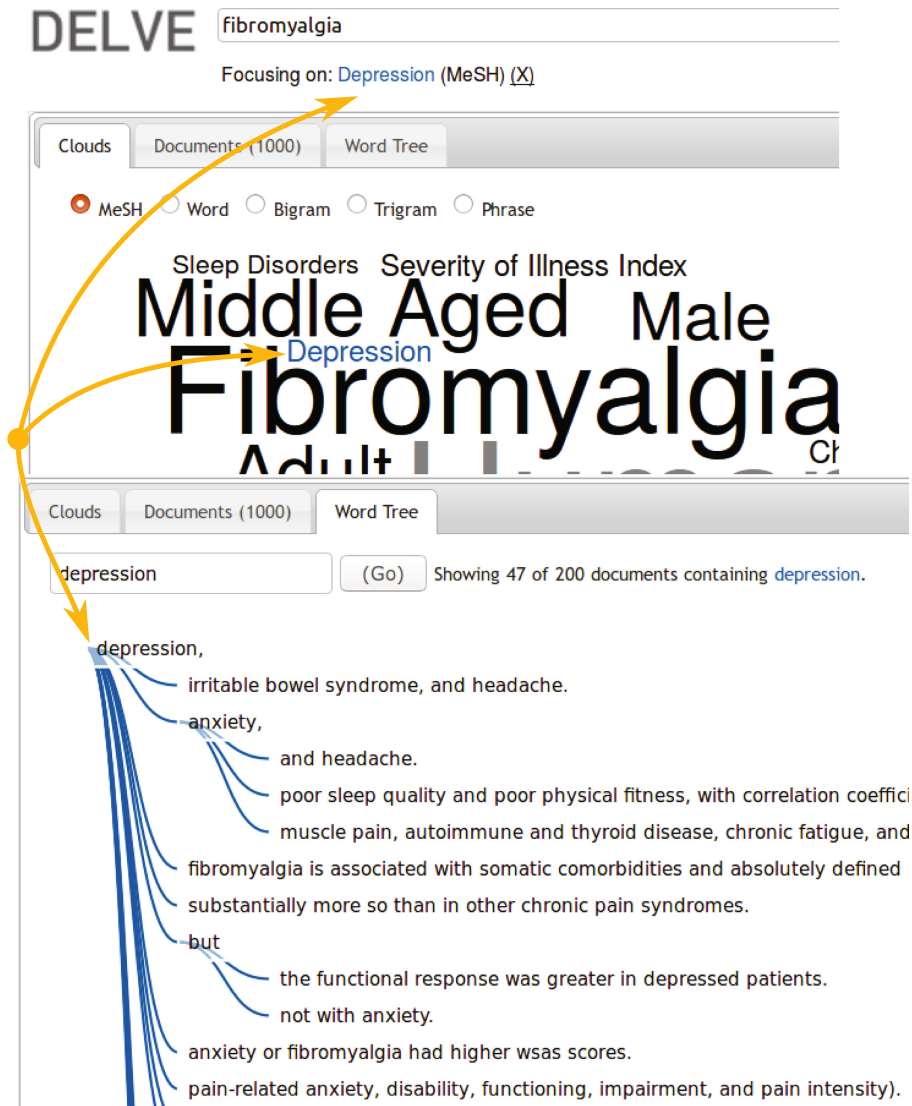 DELVE fibromyalgia
Focusing on: Depression (MeSH) (X)
Clouds Documents (1000) Word Tree
MeSH Word Bigram Trigram Phrase
Sleep Disorders Severity of Illness Index
Middle Aged Male
Depression
Fibromyalgia
Adult
Clouds Documents (1000) Word Tree
depression (Go) Showing 47 of 200 documents containing depression.
depression,
irritable bowel syndrome, and headache.
anxiety,
and headache.
poor sleep quality and poor physical fitness, with correlation
muscle pain, autoimmune and thyroid disease, chronic fatigue, and
fibromyalgia is associated with somatic comorbidities and absolutely defined
substantially more so than in other chronic pain syndromes.
but
the functional response was greater in depressed patients.
not with anxiety.
anxiety or fibromyalgia had higher wsas scores.
pain-related anxiety, disability, functioning, impairment, and pain intensity).